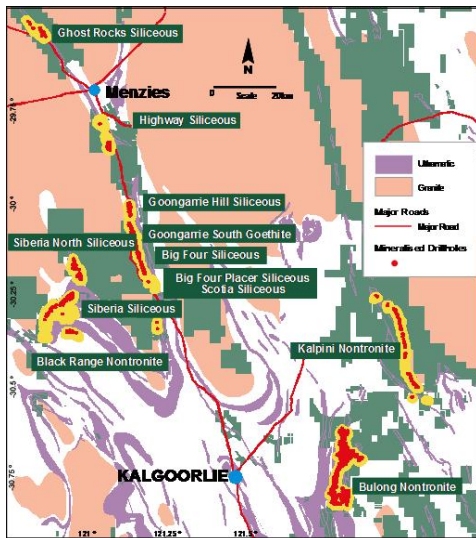 Ghost Rocks Siliceous
N
Menzies
0 Scale 20km
-29.75
Highway Siliceous
Ultramafic
Granite
Major Roads
Major Road
Mineralised Drillholes
Goongarrie Hill Siliceous
-30°
Goongarrie South Goethite
Siberia North Siliceous
Big Four Siliceous
Big Four Placer Siliceous
Scotia Siliceous
-30.25
Siberia Siliceous
Kalpini Nontronite
Black Range Nontronite
-30.5
KALGOORLIE
-30.75°
Bulong Nontronite
121°
121.25
121.5